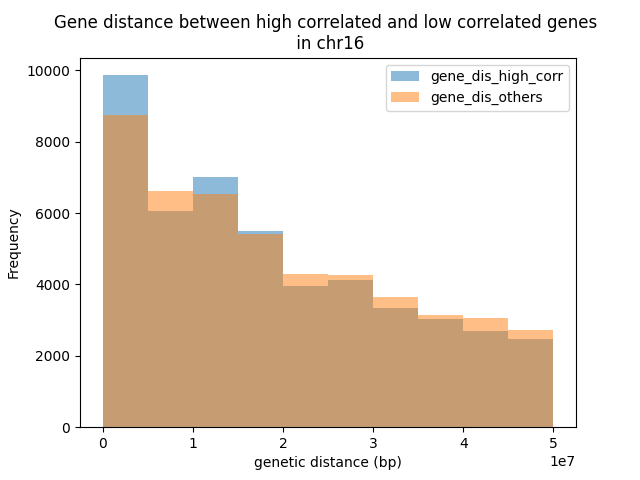 Gene distance between high correlated and low correlated genes
in chr16
gene_dis_high_corr
gene_dis_others
Frequency
10000
8000
6000
4000
2000
0
0 1 2 3 4 5
1e7
genetic distance (bp)